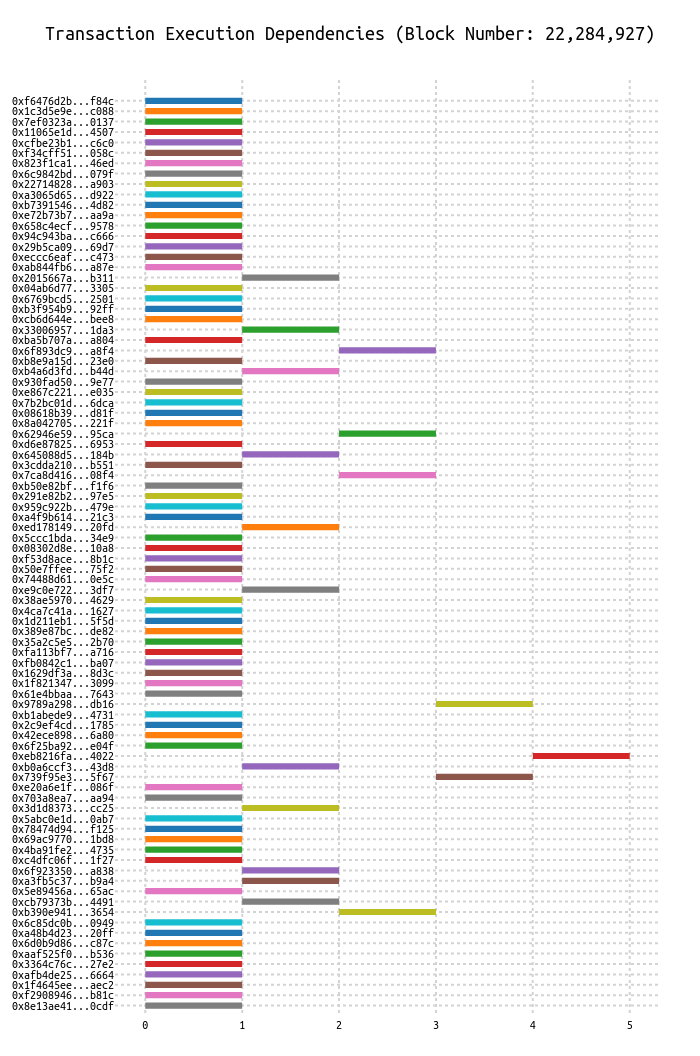 Transaction Execution Dependencies (Block Number: 22,284,927)
0xf6476d2b...f84c
0x1c3d5e9e...c088
0x7ef0323a...0137
0x11065e1d...4507
0xcfbe23b1...c6c0
0xf34cff51...058c
0x823f1ca1...46ed
0x6c9842bd...079f
0x22714828...a903
0xa3065d65...d922
0xb7391546...4d82
0xe72b73b7...aa9a
0x658c4ecf...9578
0x94c943ba...c666
0x29b5ca09...69d7
0xeccc6eaf...c473
0xab844fb6...a87e
0x2015667a...b311
0x04ab6d77...3305
0x6769bcd5...2501
0xb3f954b9...92ff
0xcb6d644e...bee8
0x33006957...1da3
0xba5b707a...a804
0x6f893dc9...a8f4
0xb8e9a15d...23e0
0xb4a6d3fd...b44d
0x930fad50...9e77
0xe867c221...e035
0x7b2bc01d...6dca
0x08618b39...d81f
0x8a042705...221f
0x62946e59...95ca
0xd6e87825...6953
0x645088d5...184b
0x3cdda210...b551
0x7ca8d416...08f4
0xb50e82bf...f1f6
0x291e82b2...97e5
0x959c922b...479e
0xa4f9b614...21c3
0xed178149...20fd
0x5ccc1bda...34e9
0x08302d8e...10a8
0xf53d8ace...8b1c
0x50e7ffee...75f2
0x74488d61...0e5c
0xe9c0e722...3df7
0x38ae5970...4629
0x4ca7c41a...1627
0x1d211eb1...5f5d
0x389e87bc...de82
0x35a2c5e5...2b70
0xfa113bf7...a716
0xfb0842c1...ba07
0x1629df3a...8d3c
0x1f821347...3099
0x61e4bbaa...7643
0x9789a298...db16
0xb1abede9...4731
0x2c9ef4cd...1785
0x42ece898...6a80
0x6f25ba92...e04f
0xeb8216fa...4022
0xb0a6ccf3...43d8
0x739f95e3...5f67
0xe20a6e1f...086f
0x703a8ea7...aa94
0x3d1d8373...cc25
0x5abc0e1d...0ab7
0x78474d94...f125
0x69ac9770...1bd8
0x4ba91fe2...4735
0xc4dfc06f...1f27
0x6f923350...a838
0xa3fb5c37...b9a4
0x5e89456a...65ac
0xcb79373b...4491
0xb390e941...3654
0x6c85dc0b...0949
0xa48b4d23...20ff
0x6d0b9d86...c87c
0xaaf525f0...b536
0x3364c76c...27e2
0xafb4de25...6664
0x1f4645ee...aec2
0xf2908946...b81c
0x8e13ae41...0cdf
0 1 2 3 4 5